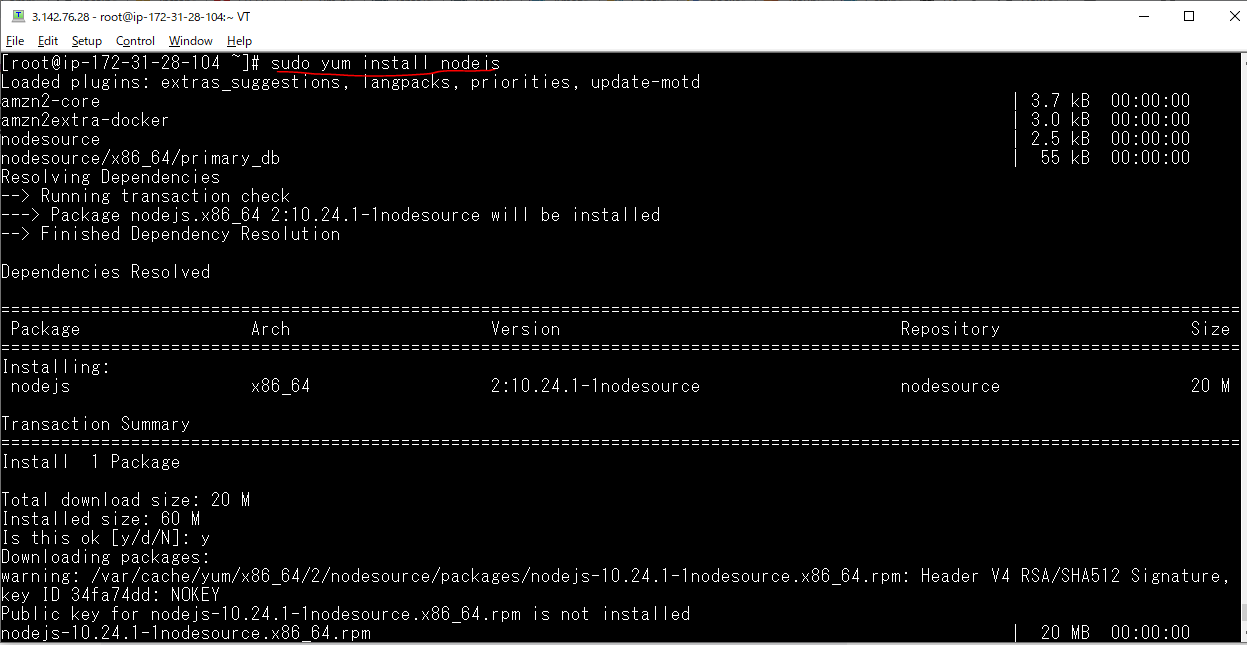 3.142.76.28 - root@ip-172-31-28-104:~ VT
File Edit Setup Control Window Help
[root@ip-172-31-28-104 ~]# sudo yum install nodejs
Loaded plugins: extras_suggestions, langpacks, priorities, update-motd
amzn2-core | 3.7 kB 00:00:00
amzn2extra-docker | 3.0 kB 00:00:00
nodesource | 2.5 kB 00:00:00
nodesource/x86_64/primary_db | 55 kB 00:00:00
Resolving Dependencies
--> Running transaction check
---> Package nodejs.x86_64 2:10.24.1-1nodesource will be installed
--> Finished Dependency Resolution
Dependencies Resolved
================================================================================
Package Arch Version Repository Size
================================================================================
Installing:
nodejs x86_64 2:10.24.1-1nodesource nodesource 20 M
Transaction Summary
================================================================================
Install 1 Package
Total download size: 20 M
Installed size: 60 M
Is this ok [y/d/N]: y
Downloading packages:
warning: /var/cache/yum/x86_64/2/nodesource/packages/nodejs-10.24.1-1nodesource.x86_64.rpm: Header V4 RSA/SHA512 Signature,
key ID 34fa74dd: NOKEY
Public key for nodejs-10.24.1-1nodesource.x86_64.rpm is not installed
nodejs-10.24.1-1nodesource.x86_64.rpm | 20 MB 00:00:00